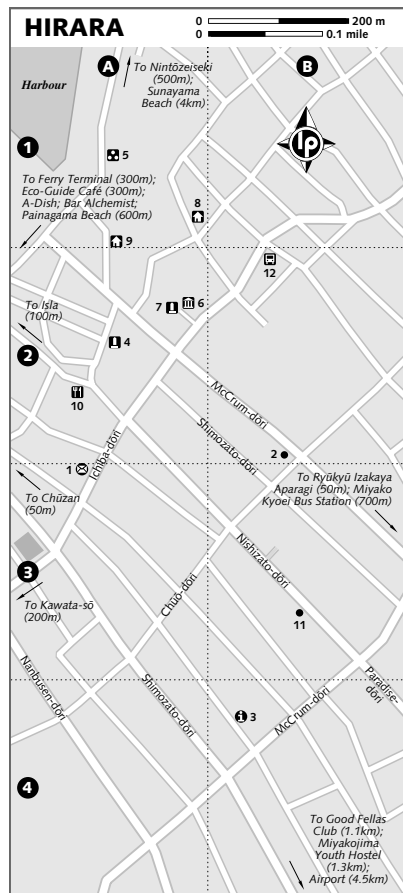 HIRARA
0 200 m
0 0.1 mile
A
B
Harbour
To Nintōzeiseki
(500m);
Sunayama
Beach (4km)
lp
1
5
To Ferry Terminal (300m);
Eco-Guide Café (300m);
A-Dish; Bar Alchemist;
Painagama Beach (600m)
8
9
12
7
6
To Isla
(100m)
4
2
10
McCrum-dōri
Shimozato-dōri
Ichiba-dōri
2
1
To Ryūkyū Izakaya
Aparagi (50m); Miyako
Kyoei Bus Station (700m)
To Chūzan
(50m)
Nishizato-dōri
3
Chūō-dōri
To Kawata-sō
(200m)
11
Nanbusen-dōri
Shimozato-dōri
Paradise-
dōri
McCrum-dōri
3
4
To Good Fellas
Club (1.1km);
Miyakojima
Youth Hostel
(1.3km);
Airport (4.5km)